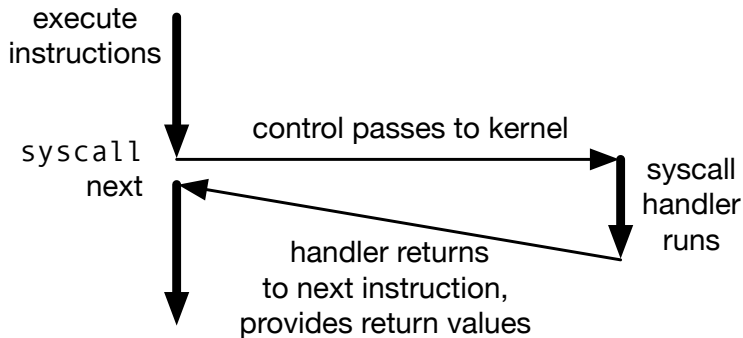 execute
instructions
syscall
next
control passes to kernel
syscall
handler
runs
handler returns
to next instruction,
provides return values